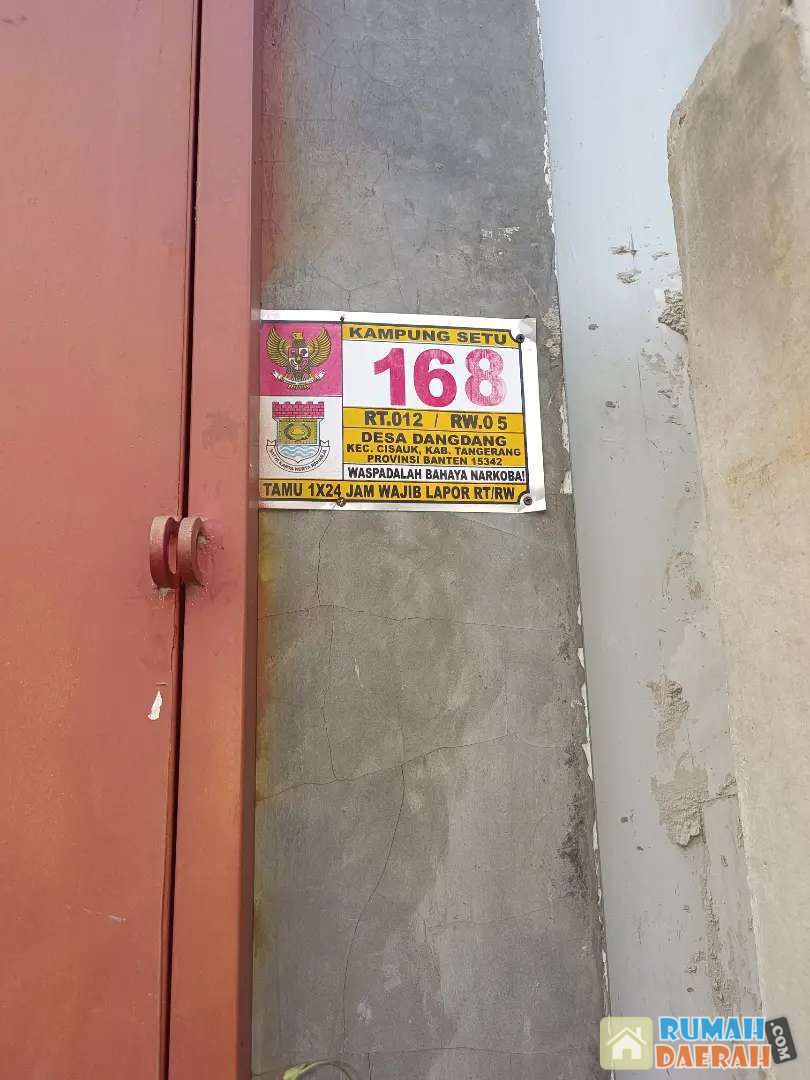 KAMPUNG SETU
168
RT.012 / RW.05
DESA DANGDANG
KEC. CISAUK, KAB. TANGERANG
PROVINSI BANTEN 15342
WASPADALAH BAHAYA NARKOBA!
TAMU 1X24 JAM WAJIB LAPOR RT/RW
RUMAH
DAERAH
.COM